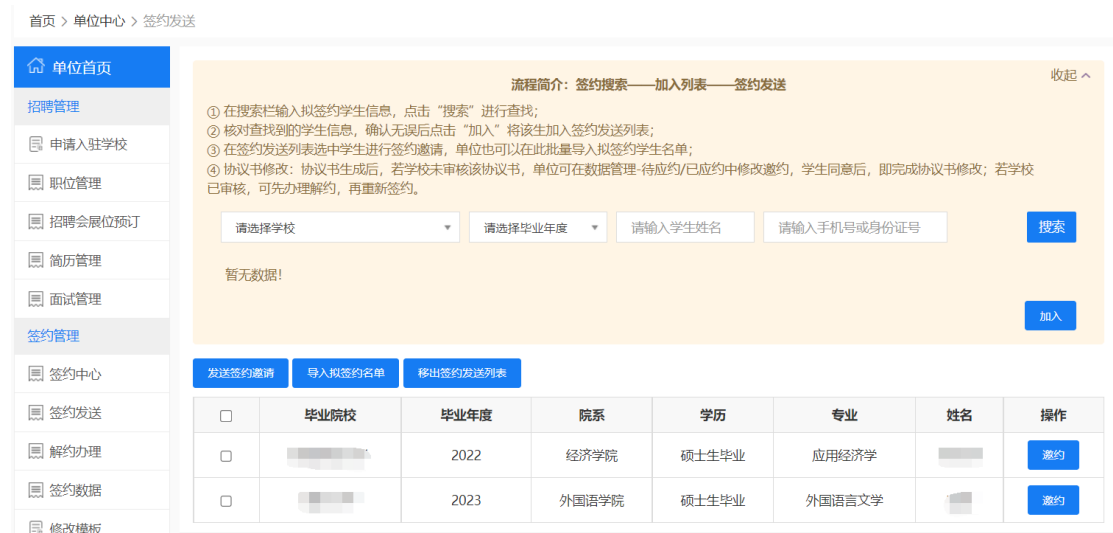 首页 > 单位中心 > 签约发送
单位首页
招聘管理
申请入驻学校
职位管理
招聘会展位预订
简历管理
面试管理
签约管理
签约中心
签约发送
解约办理
签约数据
修改模板
收起
流程简介：签约搜索——加入列表——签约发送
① 在搜索栏输入拟签约学生信息，点击“搜索”进行查找；
② 核对查找到的学生信息，确认无误后点击“加入”将该生加入签约发送列表；
③ 在签约发送列表选中学生进行签约邀请，单位也可以在此批量导入拟签约学生名单；
④ 协议书修改：协议书生成后，若学校未审核该协议书，单位可在数据管理-待应约/已应约中修改邀约，学生同意后，即完成协议书修改；若学校
已审核，可先办理解约，再重新签约。
请选择学校 请选择毕业年度 请输入学生姓名 请输入手机号或身份证号 搜索
暂无数据！
加入
发送签约邀请 导入拟签约名单 移出签约发送列表
毕业院校 毕业年度 院系 学历 专业 姓名 操作
2022 经济学院 硕士生毕业 应用经济学 邀约
2023 外国语学院 硕士生毕业 外国语言文学 邀约